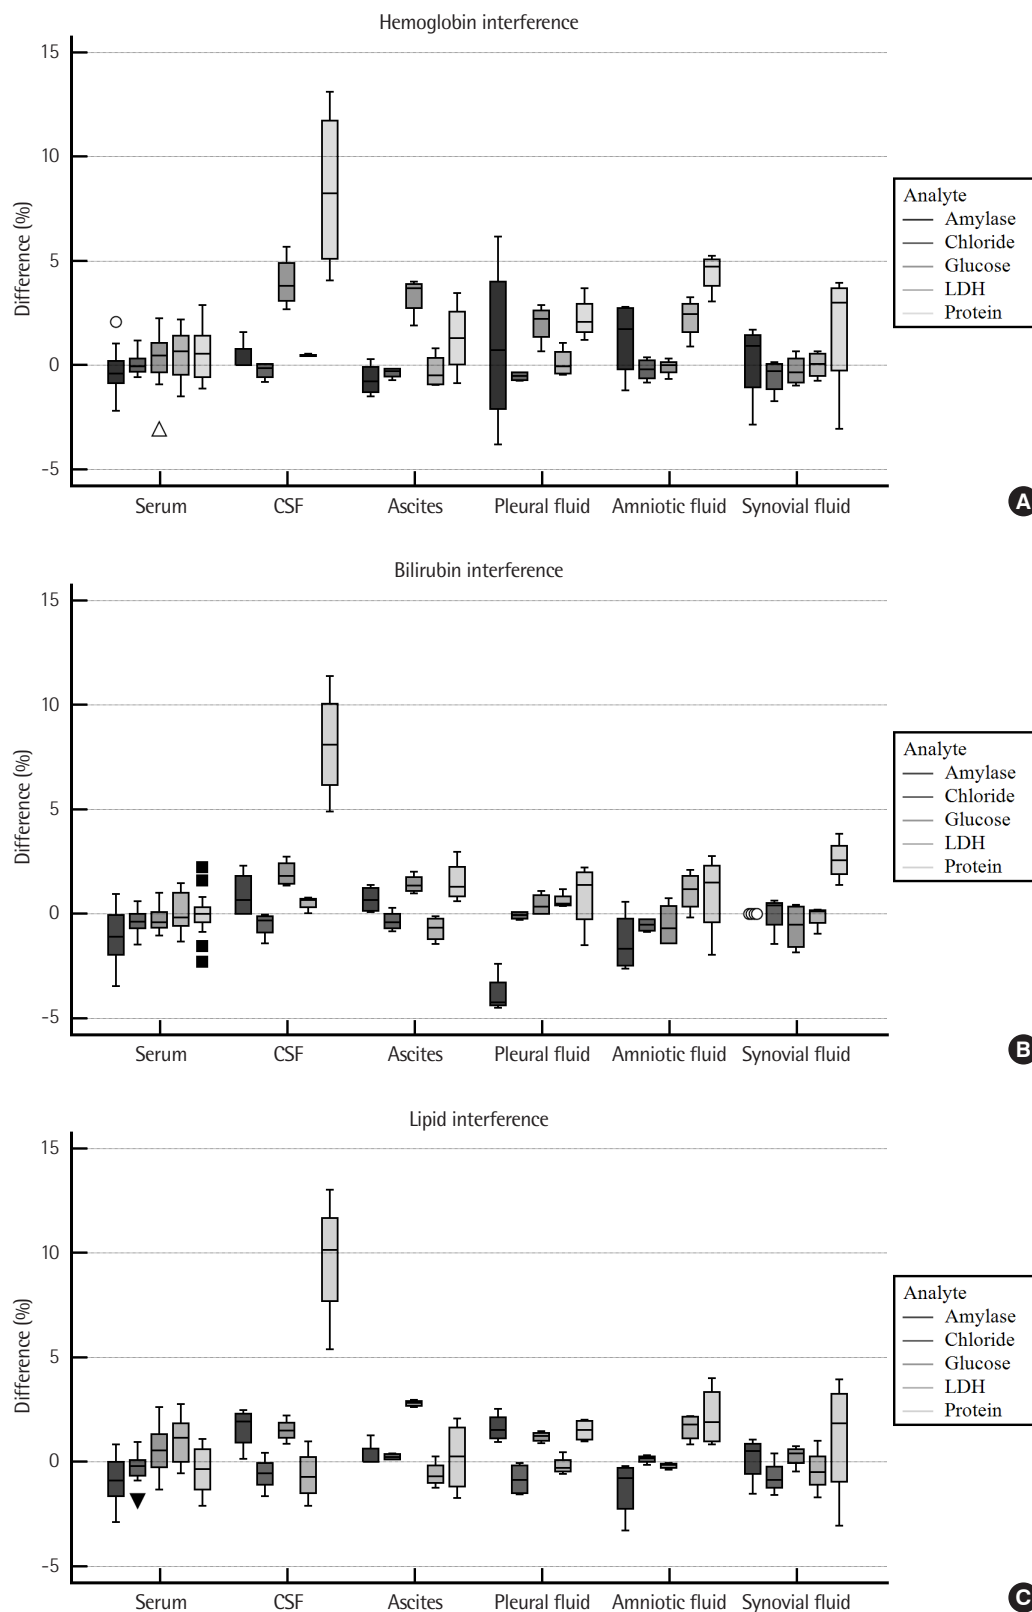 Hemoglobin interference
15
10
5
0
-5
Difference (%)
Serum
CSF
Ascites
Pleural fluid
Amniotic fluid
Synovial fluid
Analyte
Amylase
Chloride
Glucose
LDH
Protein
A
Bilirubin interference
15
10
5
0
-5
Difference (%)
Serum
CSF
Ascites
Pleural fluid
Amniotic fluid
Synovial fluid
Analyte
Amylase
Chloride
Glucose
LDH
Protein
B
Lipid interference
15
10
5
0
-5
Difference (%)
Serum
CSF
Ascites
Pleural fluid
Amniotic fluid
Synovial fluid
Analyte
Amylase
Chloride
Glucose
LDH
Protein
C